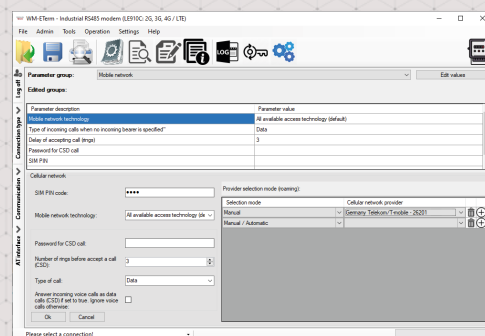 WM-ETerm - Industrial RS485 modem (LE910C: 2G, 3G, 4G / LTE)
File Admin Tools Operation Settings Help
LOG
Parameter group: Mobile network Edit values
Edited groups:
Log off
Connection type
Communication
AT interface
Parameter description Parameter value
Mobile network technology All available access technology (default)
Type of incoming calls when no incoming bearer is specified" Data
Delay of accepting call (rings) 3
Password for CSD call
SIM PIN
Cellular network
SIM PIN code: ●●●●
Mobile network technology: All available access technology (de
Password for CSD call:
Number of rings before accept a call (CSD): 3
Type of call: Data
Answer incoming voice calls as data
calls (CSD) if set to true. Ignore voice
calls otherwise:
Ok Cancel
Provider selection mode (roaming):
Selection mode Cellular network provider
Manual Germany Telekom/T-mobile - 26201
Manual / Automatic
Please select a connection!